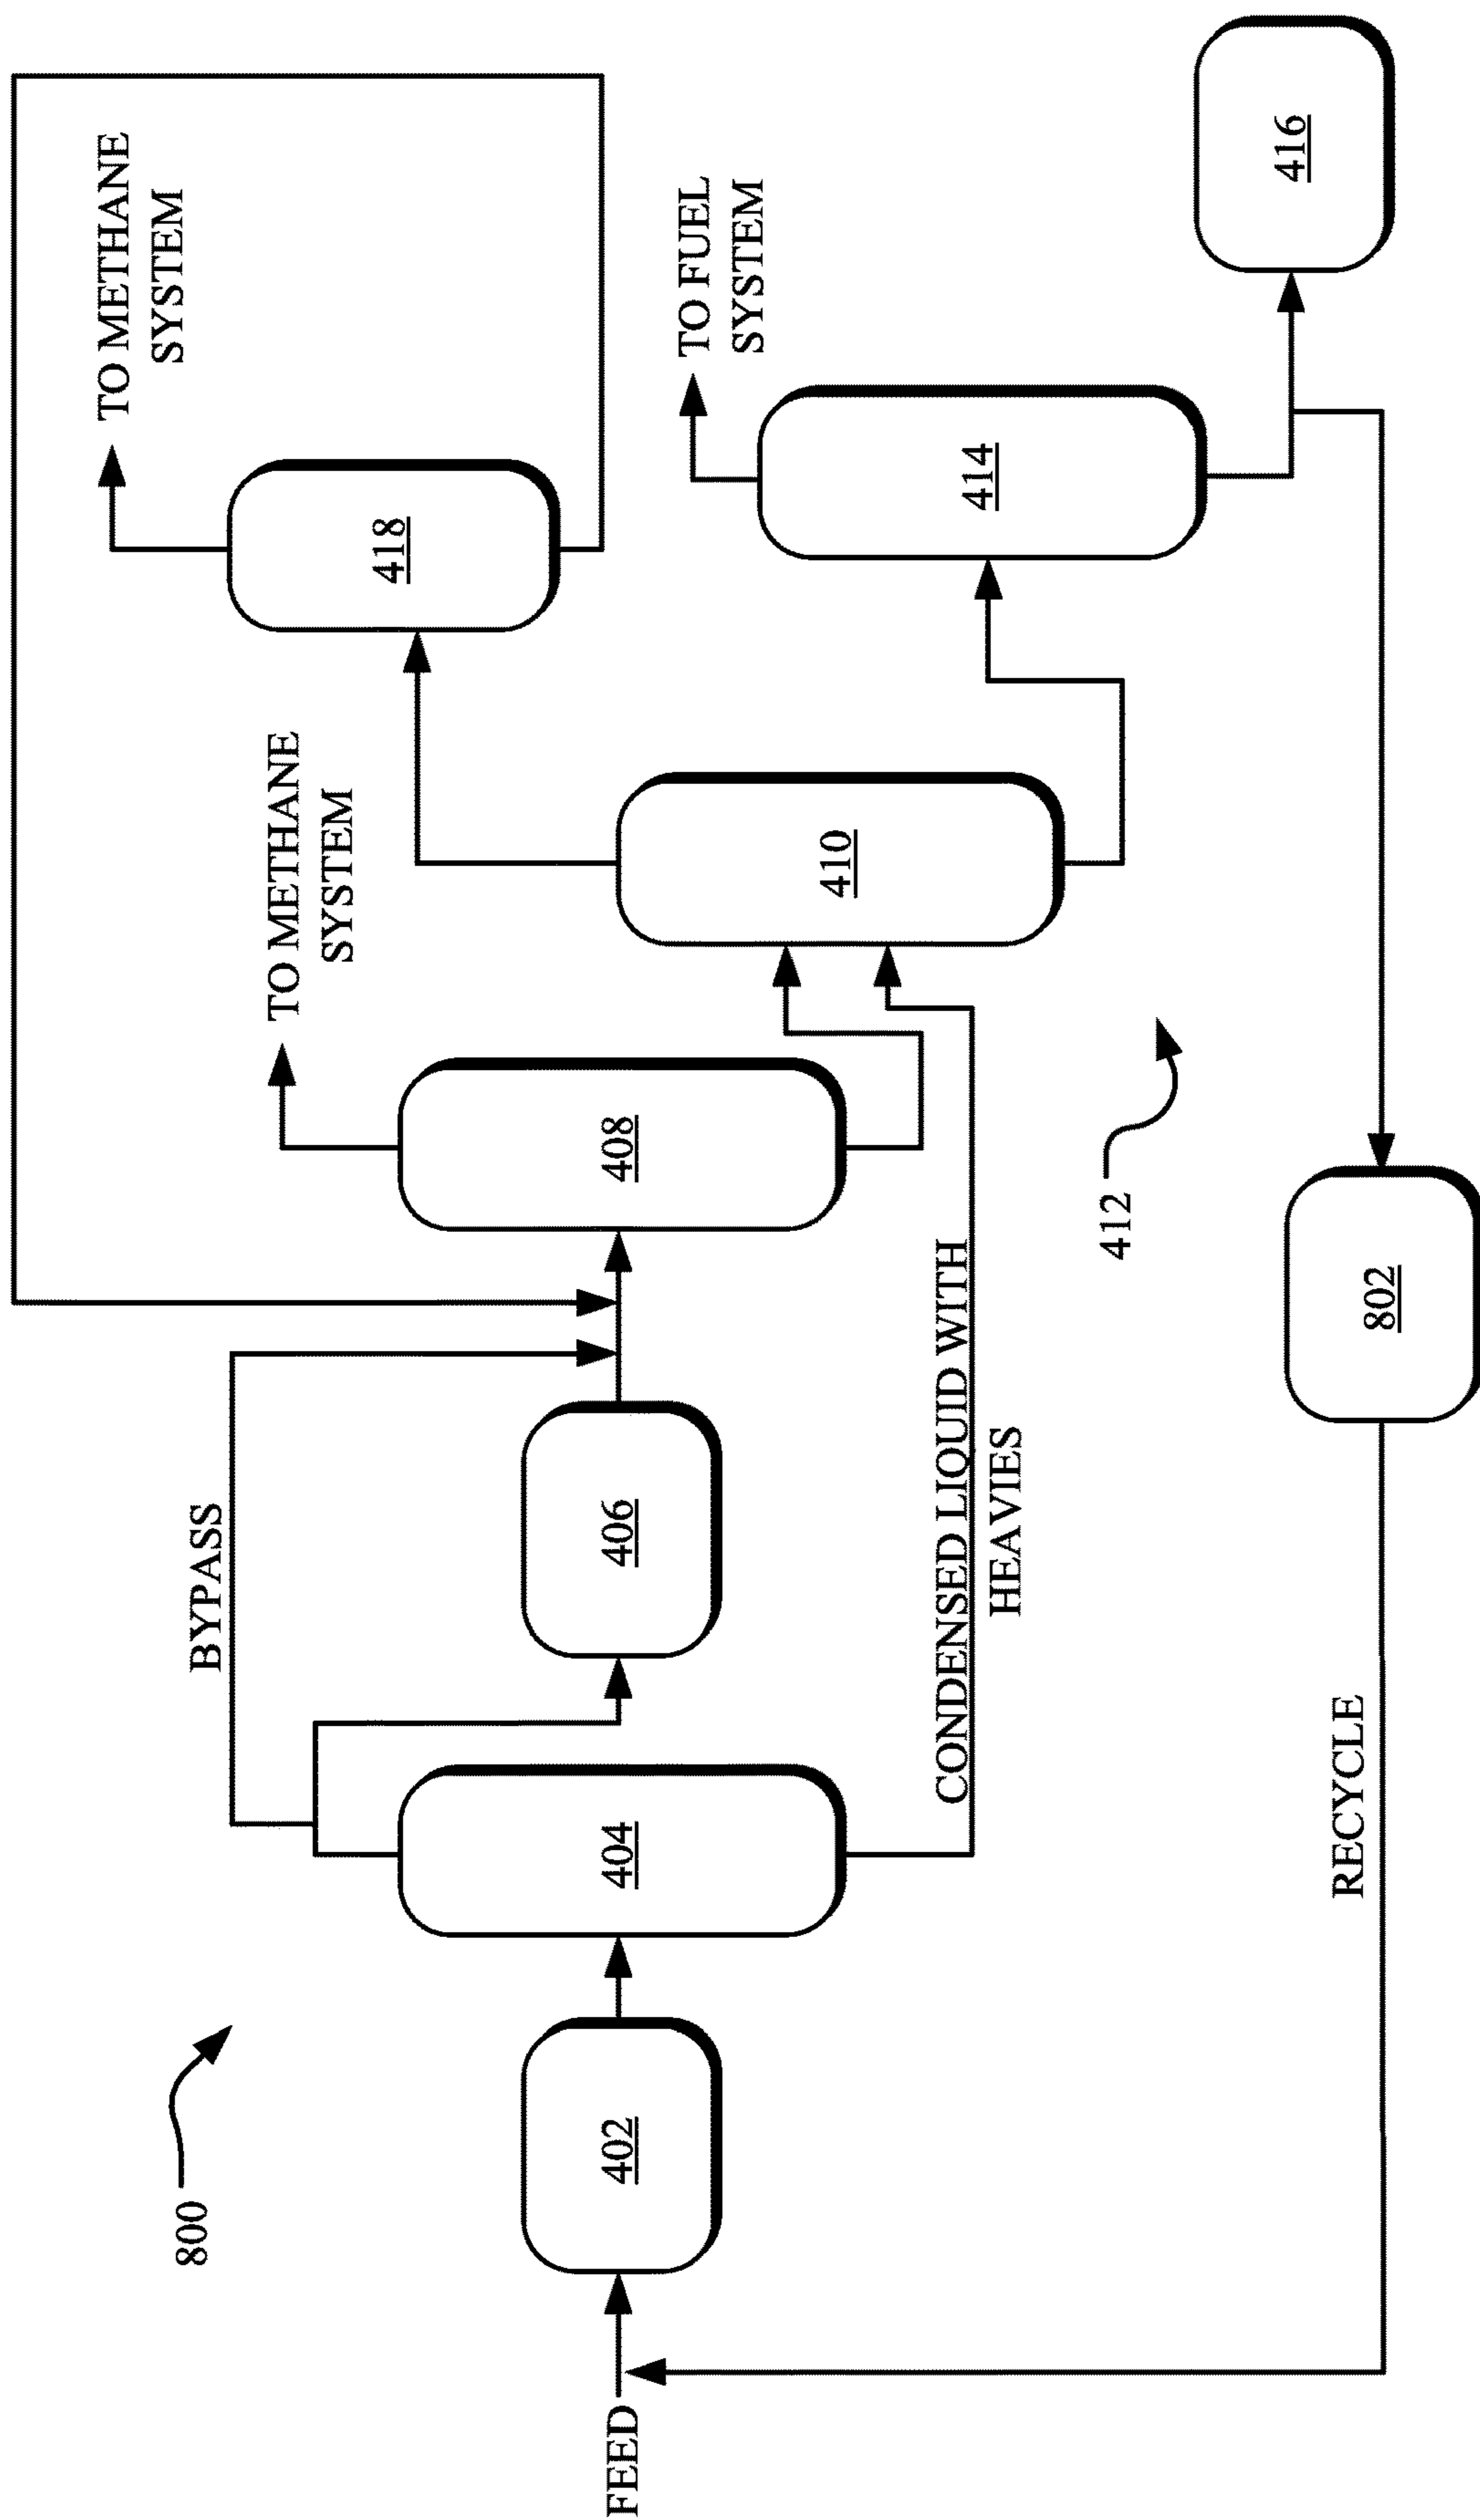 800
FEED
402
404
BYPASS
406
408
TO METHANE
SYSTEM
410
418
TO METHANE
SYSTEM
414
TO FUEL
SYSTEM
416
CONDENSED LIQUID WITH
HEAVIES
412
802
RECYCLE